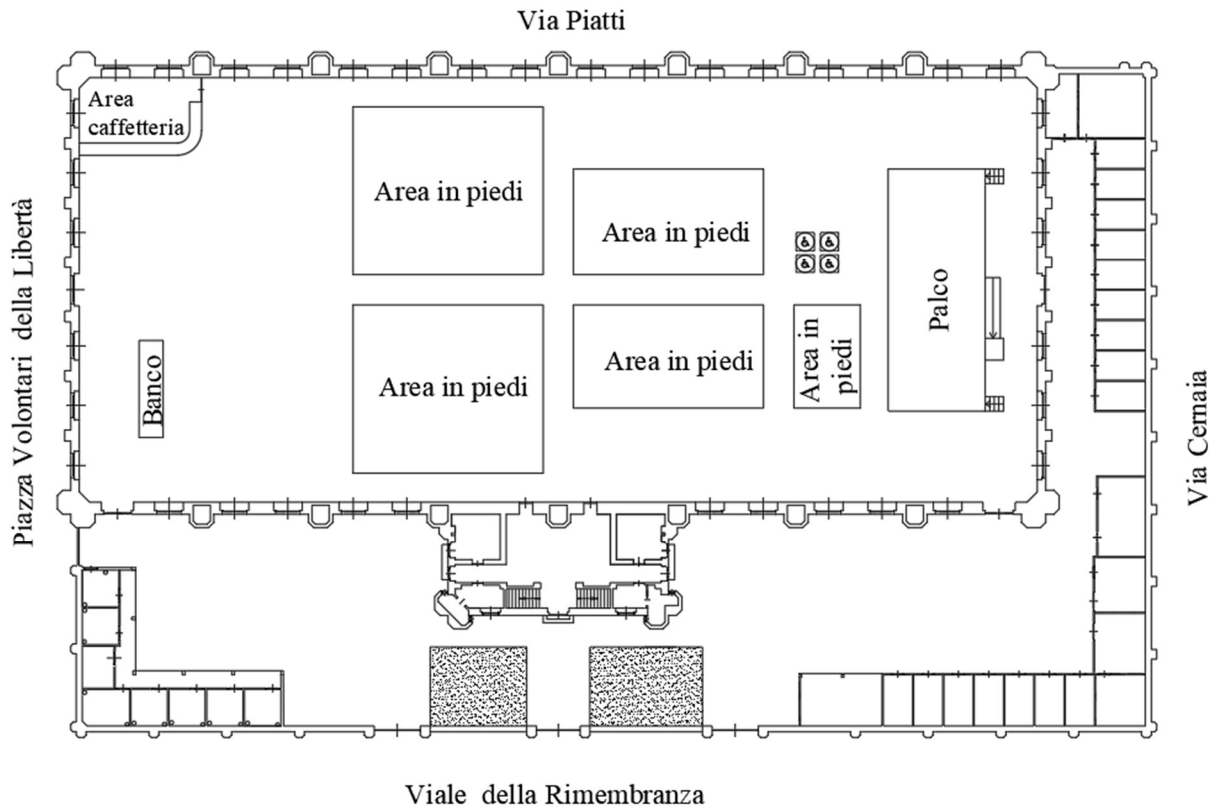 Via Piatti
Area
caffetteria
Area in piedi
Area in piedi
Piazza Volontari della Libertà
Palco
Area in piedi
Area in piedi
Area in
piedi
Banco
Via Cernaia
Viale della Rimembranza